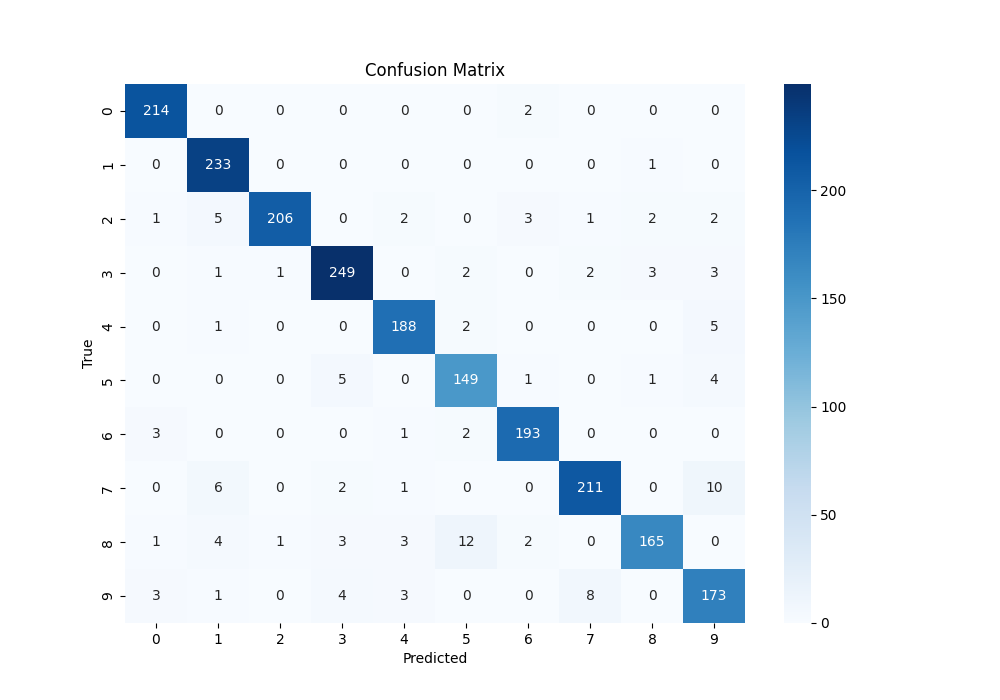 Confusion Matrix
0 214 0 0 0 0 0 2 0 0 0
1 0 233 0 0 0 0 0 0 1 0
2 1 5 206 0 2 0 3 1 2 2
3 0 1 1 249 0 2 0 2 3 3
4 0 1 0 0 188 2 0 0 0 5
5 0 0 0 5 0 149 1 0 1 4
6 3 0 0 0 1 2 193 0 0 0
7 0 6 0 2 1 0 0 211 0 10
8 1 4 1 3 3 12 2 0 165 0
9 3 1 0 4 3 0 0 8 0 173
0 1 2 3 4 5 6 7 8 9
Predicted
True
200
150
100
50
0